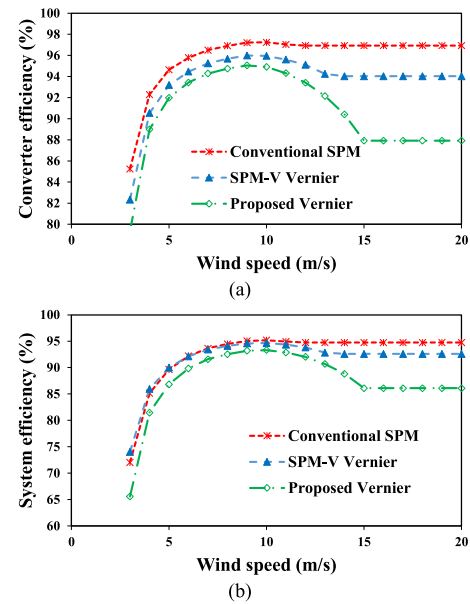 Converter efficiency (%)
100
98
96
94
92
90
88
86
84
82
80
Conventional SPM
SPM-V Vernier
Proposed Vernier
0 5 10 15 20
Wind speed (m/s)
(a)
System efficiency (%)
100
95
90
85
80
75
70
65
60
Conventional SPM
SPM-V Vernier
Proposed Vernier
0 5 10 15 20
Wind speed (m/s)
(b)